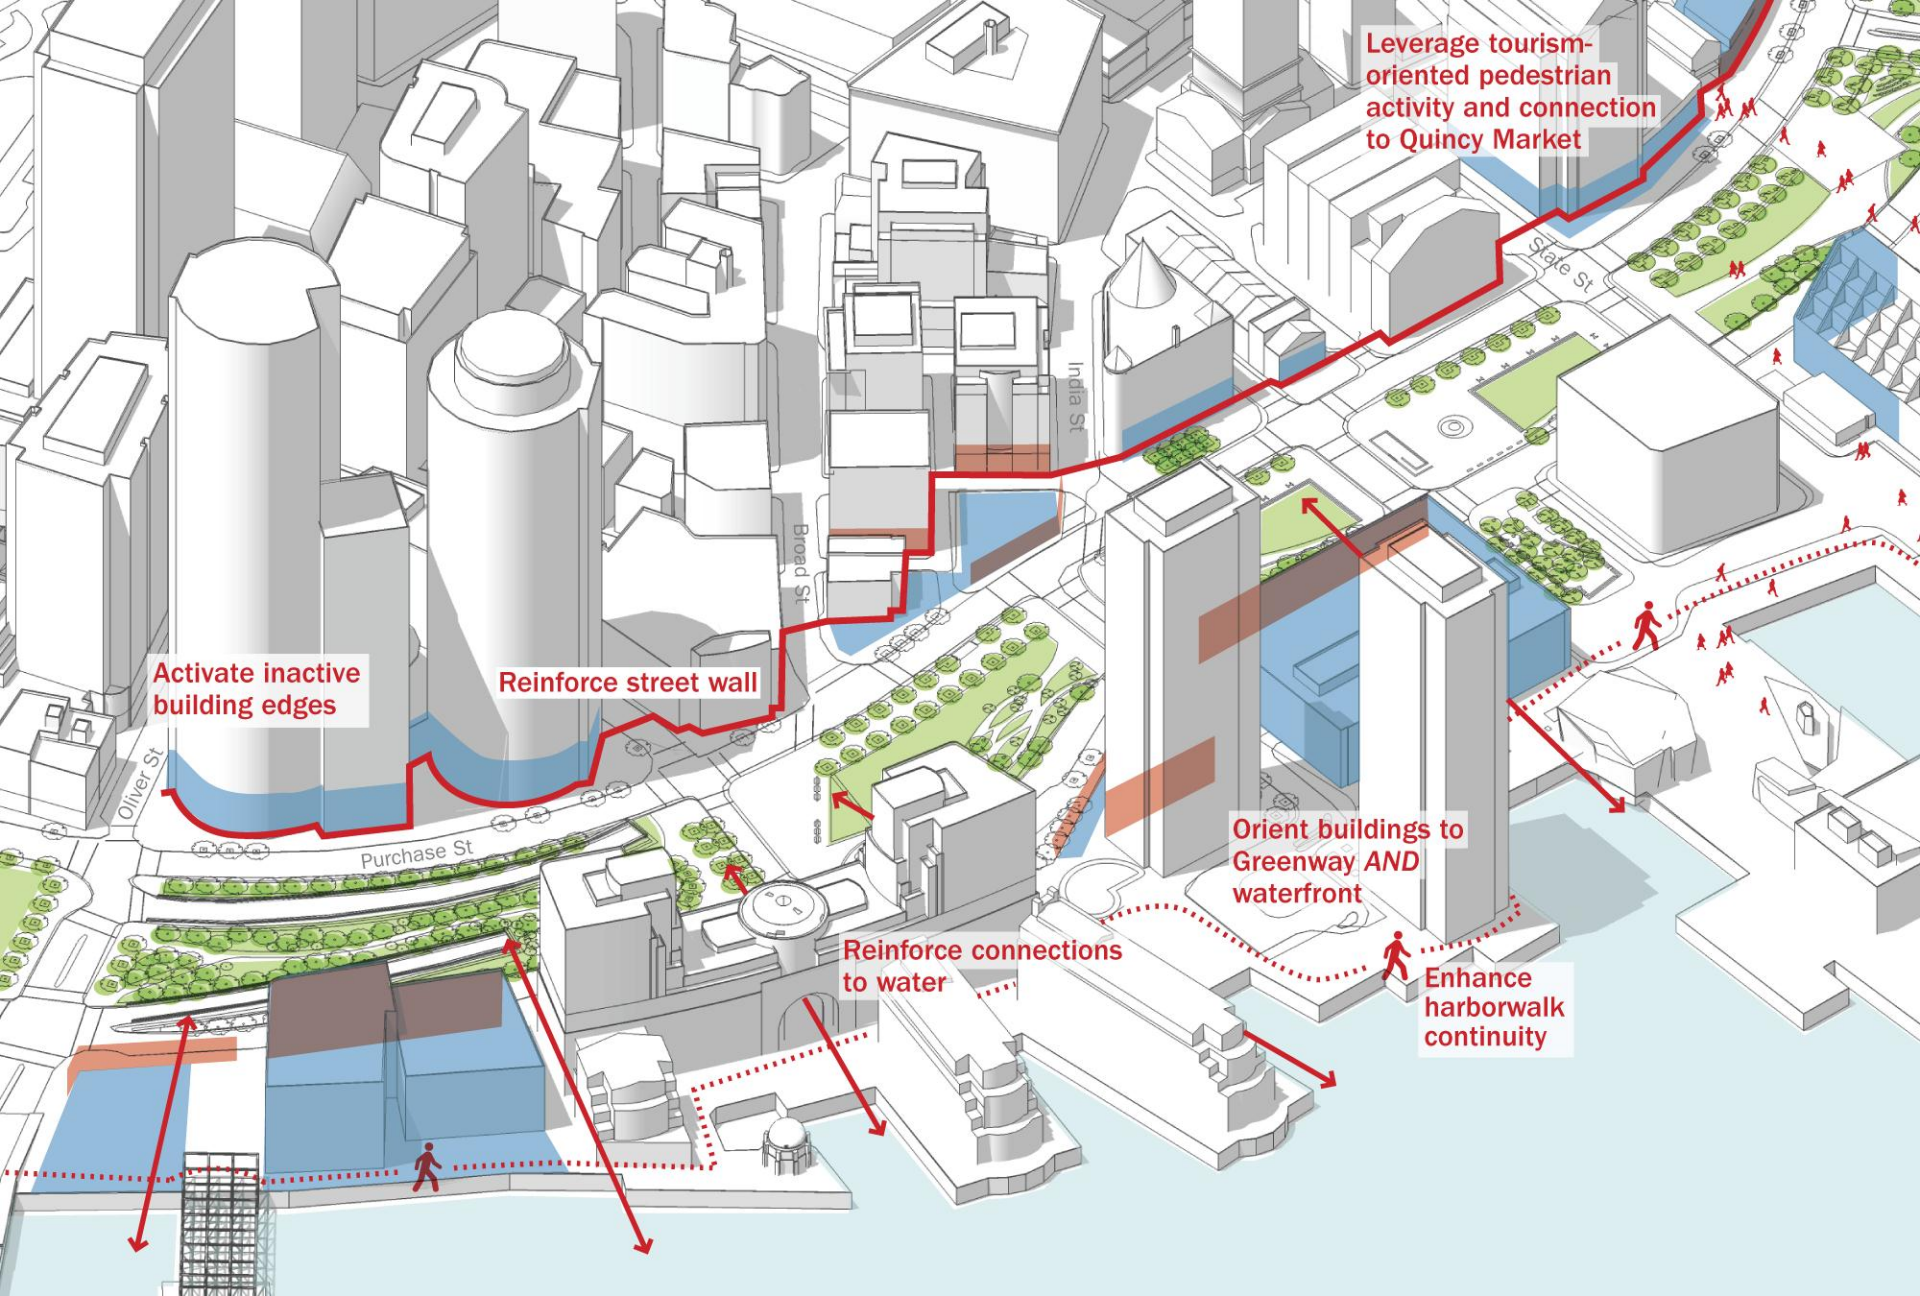 Leverage tourism-
oriented pedestrian
activity and connection
to Quincy Market
State St
India St
Broad St
Activate inactive
building edges
Reinforce street wall
Oliver St
Purchase St
Orient buildings to
Greenway AND
waterfront
Reinforce connections
to water
Enhance
harborwalk
continuity